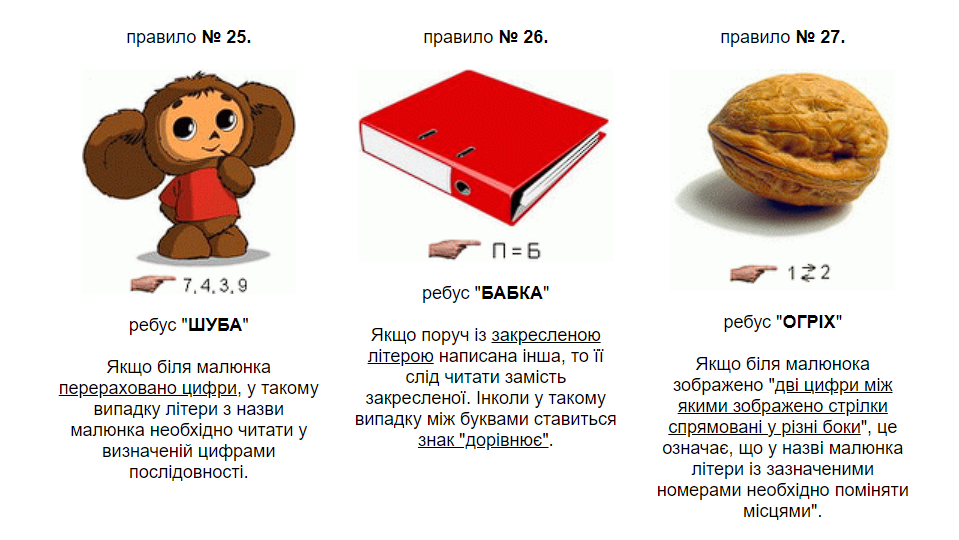 правило № 25.
7, 4, 3, 9
ребус "ШУБА"
Якщо біля малюнка
перераховано цифри, у такому
випадку літери з назви
малюнка необхідно читати у
визначеній цифрами
послідовності.
правило № 26.
П = Б
ребус "БАБКА"
Якщо поруч із закресленою
літерою написана інша, то її
слід читати замість
закресленої. Інколи у такому
випадку між буквами ставиться
знак "дорівнює".
правило № 27.
1 ⇄ 2
ребус "ОГРІХ"
Якщо біля малюнока
зображено "дві цифри між
якими зображено стрілки
спрямовані у різні боки", це
означає, що у назві малюнка
літери із зазначеними
номерами необхідно поміняти
місцями".